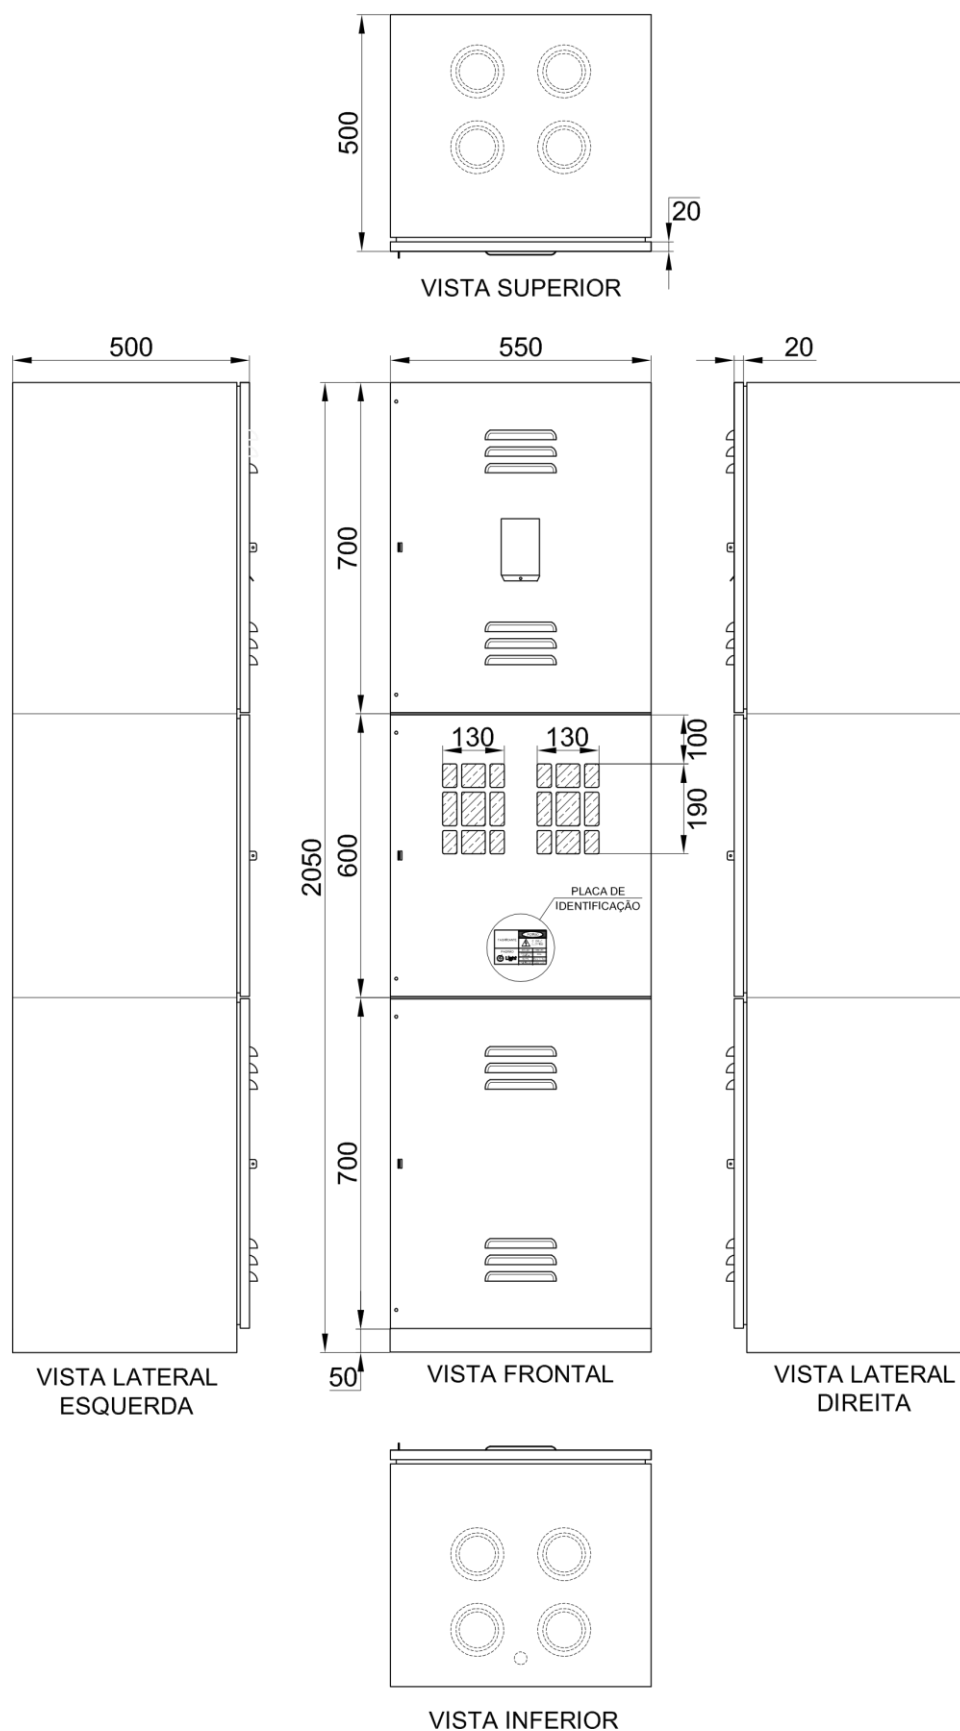 500
20
VISTA SUPERIOR
500
550
20
700
130
130
100
190
2050
600
PLACA DE
IDENTIFICAÇÃO
Light
700
50
VISTA LATERAL
ESQUERDA
VISTA FRONTAL
VISTA LATERAL
DIREITA
VISTA INFERIOR